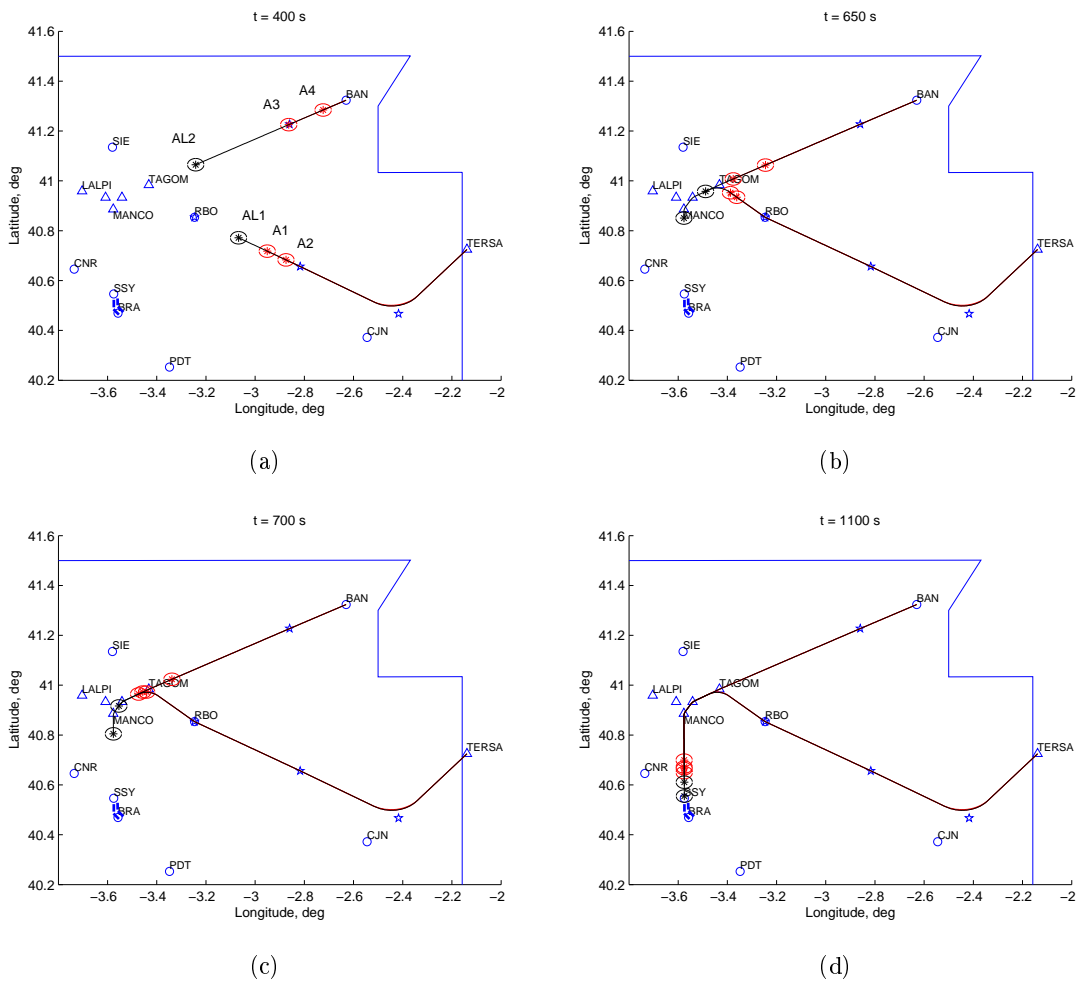 t = 400 s
41.6
41.4
41.2
41
40.8
40.6
40.4
40.2
Latitude, deg
−3.6 −3.4 −3.2 −3 −2.8 −2.6 −2.4 −2.2 −2
Longitude, deg
A4
BAN
A3
AL2
SIE
TAGOM
LALPI
MANCO
RBO
AL1
A1
A2
TERSA
CNR
SSY
BRA
CJN
PDT
(a)
t = 650 s
41.6
41.4
41.2
41
40.8
40.6
40.4
40.2
Latitude, deg
−3.6 −3.4 −3.2 −3 −2.8 −2.6 −2.4 −2.2 −2
Longitude, deg
BAN
SIE
TAGOM
LALPI
MANCO
RBO
TERSA
CNR
SSY
BRA
CJN
PDT
(b)
t = 700 s
41.6
41.4
41.2
41
40.8
40.6
40.4
40.2
Latitude, deg
−3.6 −3.4 −3.2 −3 −2.8 −2.6 −2.4 −2.2 −2
Longitude, deg
BAN
SIE
TAGOM
LALPI
MANCO
RBO
TERSA
CNR
SSY
BRA
CJN
PDT
(c)
t = 1100 s
41.6
41.4
41.2
41
40.8
40.6
40.4
40.2
Latitude, deg
−3.6 −3.4 −3.2 −3 −2.8 −2.6 −2.4 −2.2 −2
Longitude, deg
BAN
SIE
TAGOM
LALPI
MANCO
RBO
TERSA
CNR
SSY
BRA
CJN
PDT
(d)